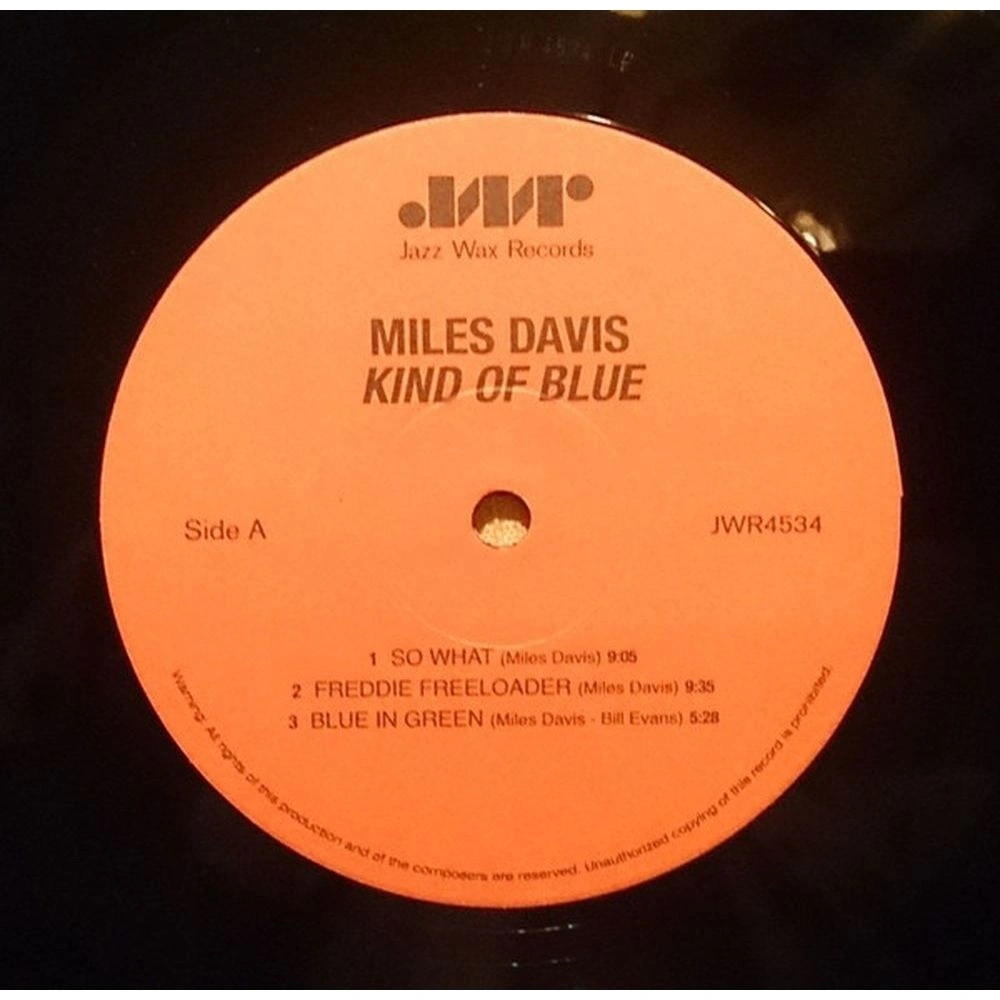 JWR
Jazz Wax Records
MILES DAVIS
KIND OF BLUE
Side A
JWR4534
1 SO WHAT (Miles Davis) 9:05
2 FREDDIE FREELOADER (Miles Davis) 9:35
3 BLUE IN GREEN (Miles Davis - Bill Evans) 5:28
Warning: All rights of this production and of the composers are reserved. Unauthorized copying of this record is prohibited.